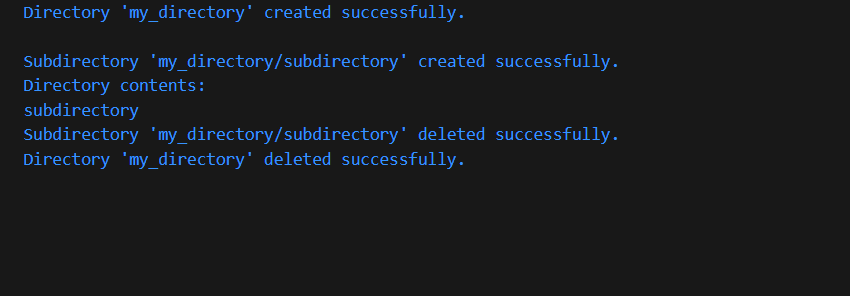 Directory 'my_directory' created successfully.
Subdirectory 'my_directory/subdirectory' created successfully.
Directory contents:
subdirectory
Subdirectory 'my_directory/subdirectory' deleted successfully.
Directory 'my_directory' deleted successfully.